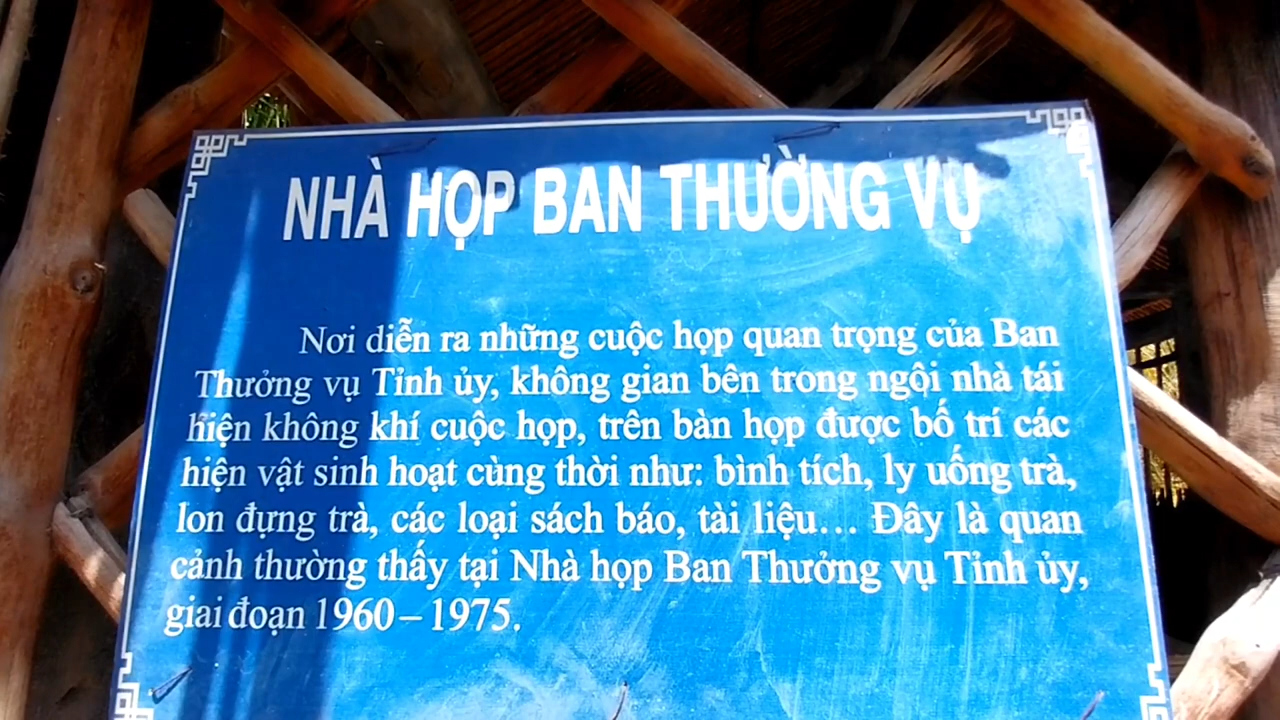 NHÀ HỌP BAN THƯỜNG VỤ
Nơi diễn ra những cuộc họp quan trọng của Ban
Thưởng vụ Tỉnh ủy, không gian bên trong ngôi nhà tái
hiện không khí cuộc họp, trên bàn họp được bố trí các
hiện vật sinh hoạt cùng thời như: bình tích, ly uống trà,
lon đựng trà, các loại sách báo, tài liệu... Đây là quan
cảnh thường thấy tại Nhà họp Ban Thưởng vụ Tỉnh ủy,
giai đoạn 1960 – 1975.